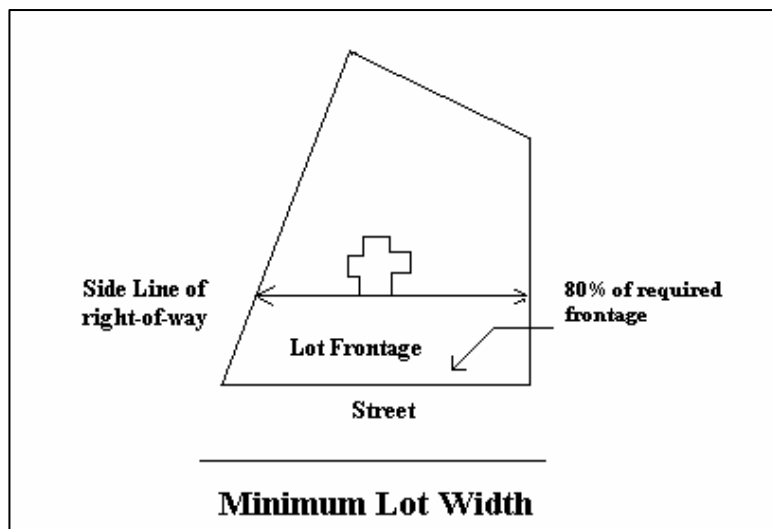 Side Line of
right-of-way
80% of required
frontage
Lot Frontage
Street
Minimum Lot Width